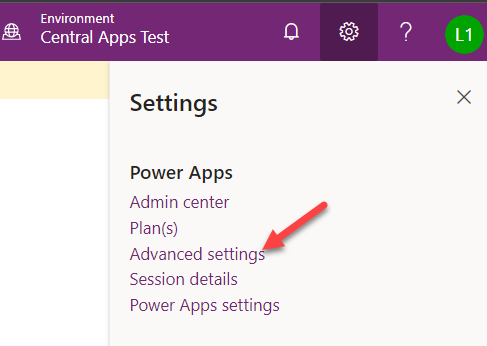 Environment
Central Apps Test
?
L1
Settings
Power Apps
Admin center
Plan(s)
Advanced settings
Session details
Power Apps settings